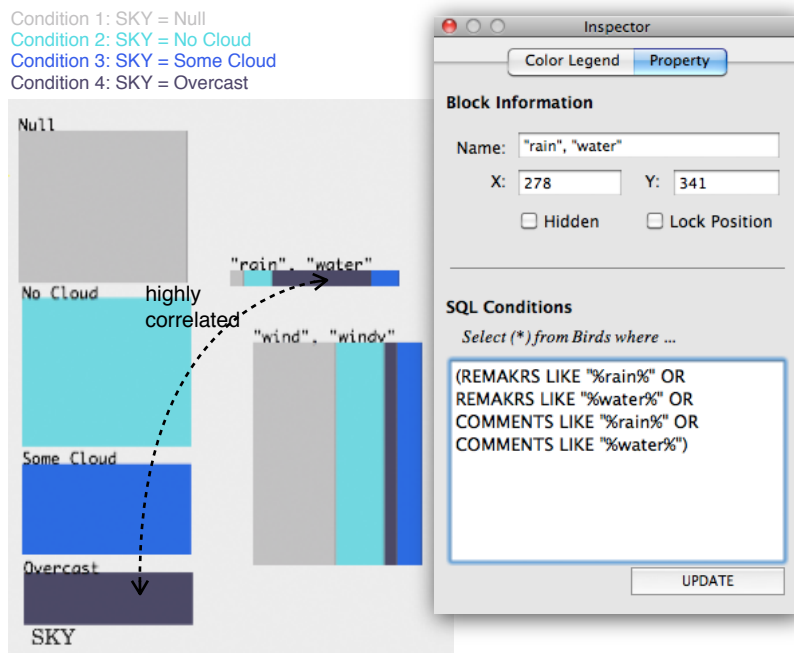 Condition 1: SKY = Null
Condition 2: SKY = No Cloud
Condition 3: SKY = Some Cloud
Condition 4: SKY = Overcast
Null
"rain", "water"
No Cloud
highly
correlated
"wind", "windy"
Some Cloud
Overcast
SKY
Inspector
Color Legend Property
Block Information
Name: "rain", "water"
X: 278 Y: 341
Hidden Lock Position
SQL Conditions
Select (*) from Birds where ...
(REMAKRS LIKE "%rain%" OR
REMAKRS LIKE "%water%" OR
COMMENTS LIKE "%rain%" OR
COMMENTS LIKE "%water%")
UPDATE